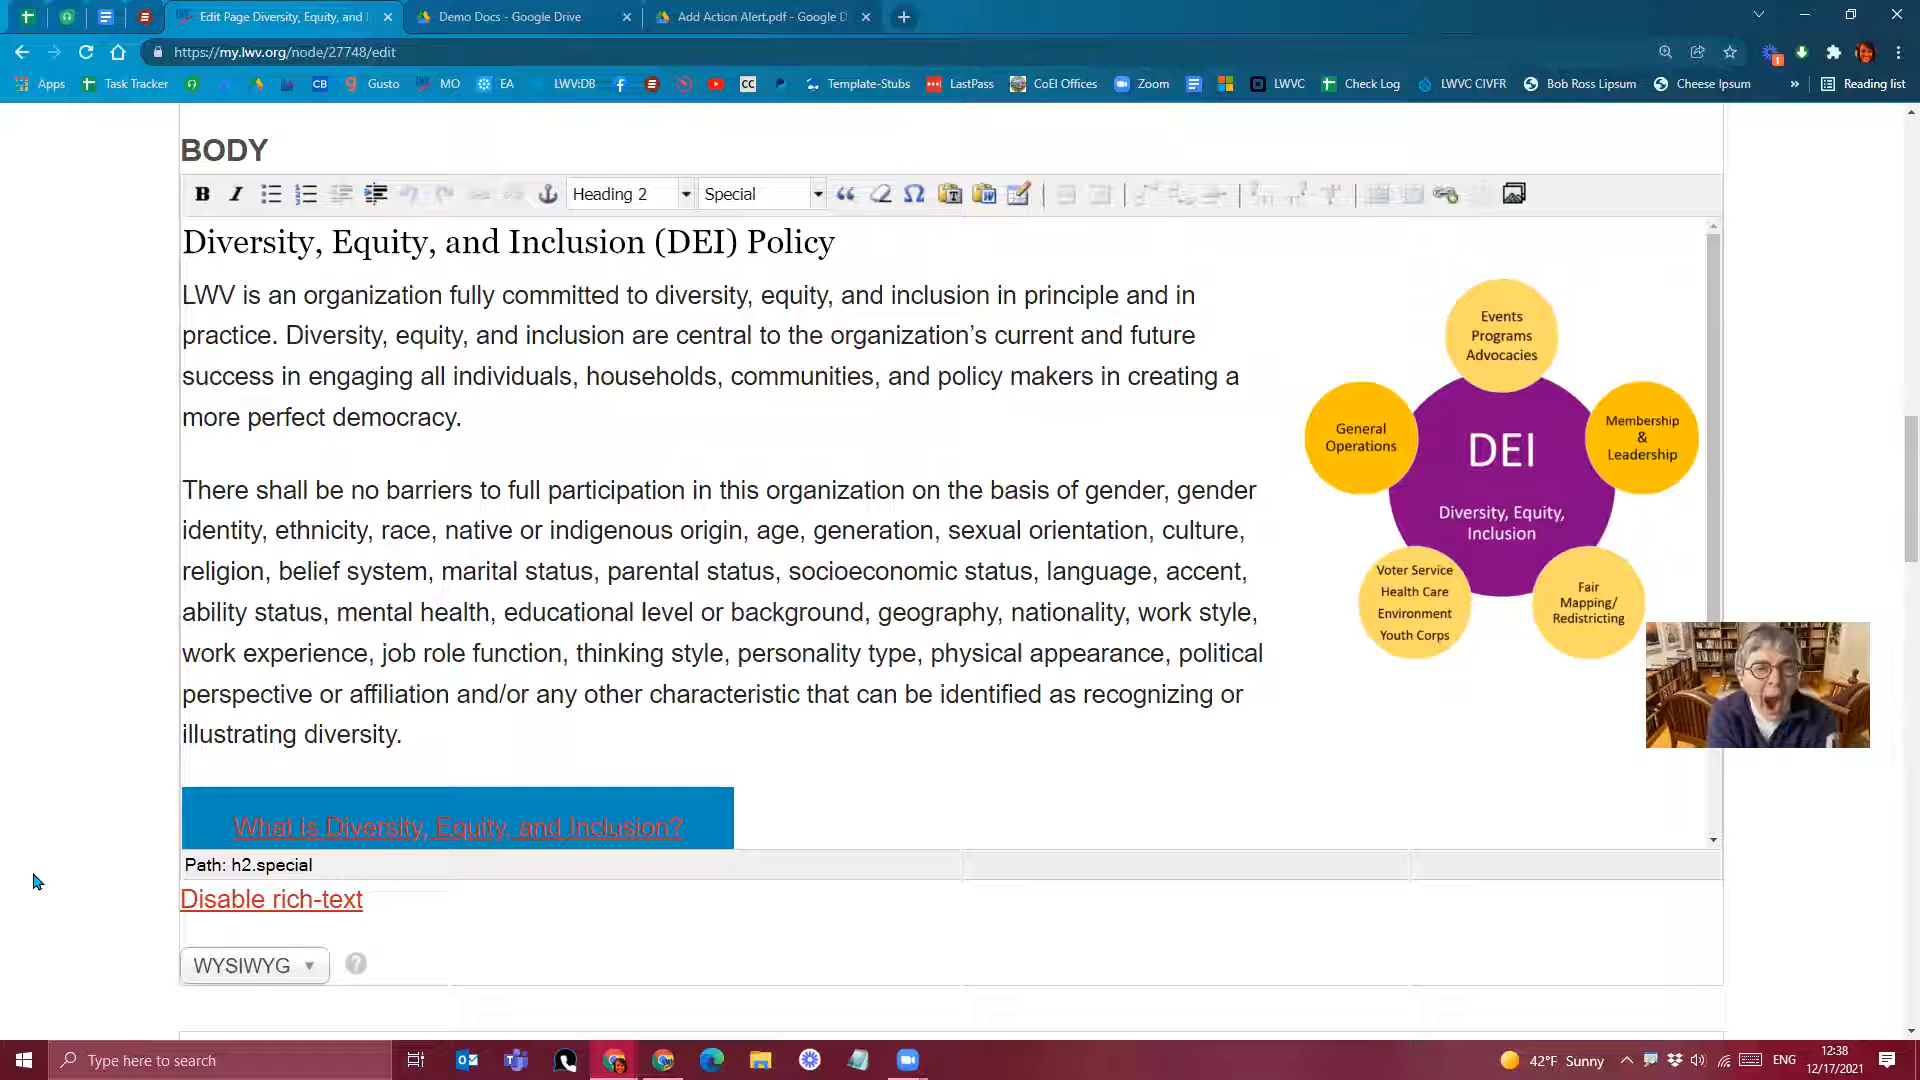 Edit Page Diversity, Equity, and
Demo Docs - Google Drive
Add Action Alert.pdf - Google D
https://my.lwv.org/node/27748/edit
Apps
Task Tracker
CB
Gusto
MO
EA
LWV:DB
CC
Template-Stubs
LastPass
CoEI Offices
Zoom
LWVC
Check Log
LWVC CIVFR
Bob Ross Lipsum
Cheese Ipsum
»
Reading list
BODY
B I
Heading 2
Special
Diversity, Equity, and Inclusion (DEI) Policy
LWV is an organization fully committed to diversity, equity, and inclusion in principle and in
practice. Diversity, equity, and inclusion are central to the organization’s current and future
success in engaging all individuals, households, communities, and policy makers in creating a
more perfect democracy.
There shall be no barriers to full participation in this organization on the basis of gender, gender
identity, ethnicity, race, native or indigenous origin, age, generation, sexual orientation, culture,
religion, belief system, marital status, parental status, socioeconomic status, language, accent,
ability status, mental health, educational level or background, geography, nationality, work style,
work experience, job role function, thinking style, personality type, physical appearance, political
perspective or affiliation and/or any other characteristic that can be identified as recognizing or
illustrating diversity.
Events
Programs
Advocacies
General
Operations
Membership
&
Leadership
DEI
Diversity, Equity,
Inclusion
Voter Service
Health Care
Environment
Youth Corps
Fair
Mapping/
Redistricting
What is Diversity, Equity, and Inclusion?
Path: h2.special
Disable rich-text
WYSIWYG
?
Type here to search
42°F Sunny
ENG
12:38
12/17/2021